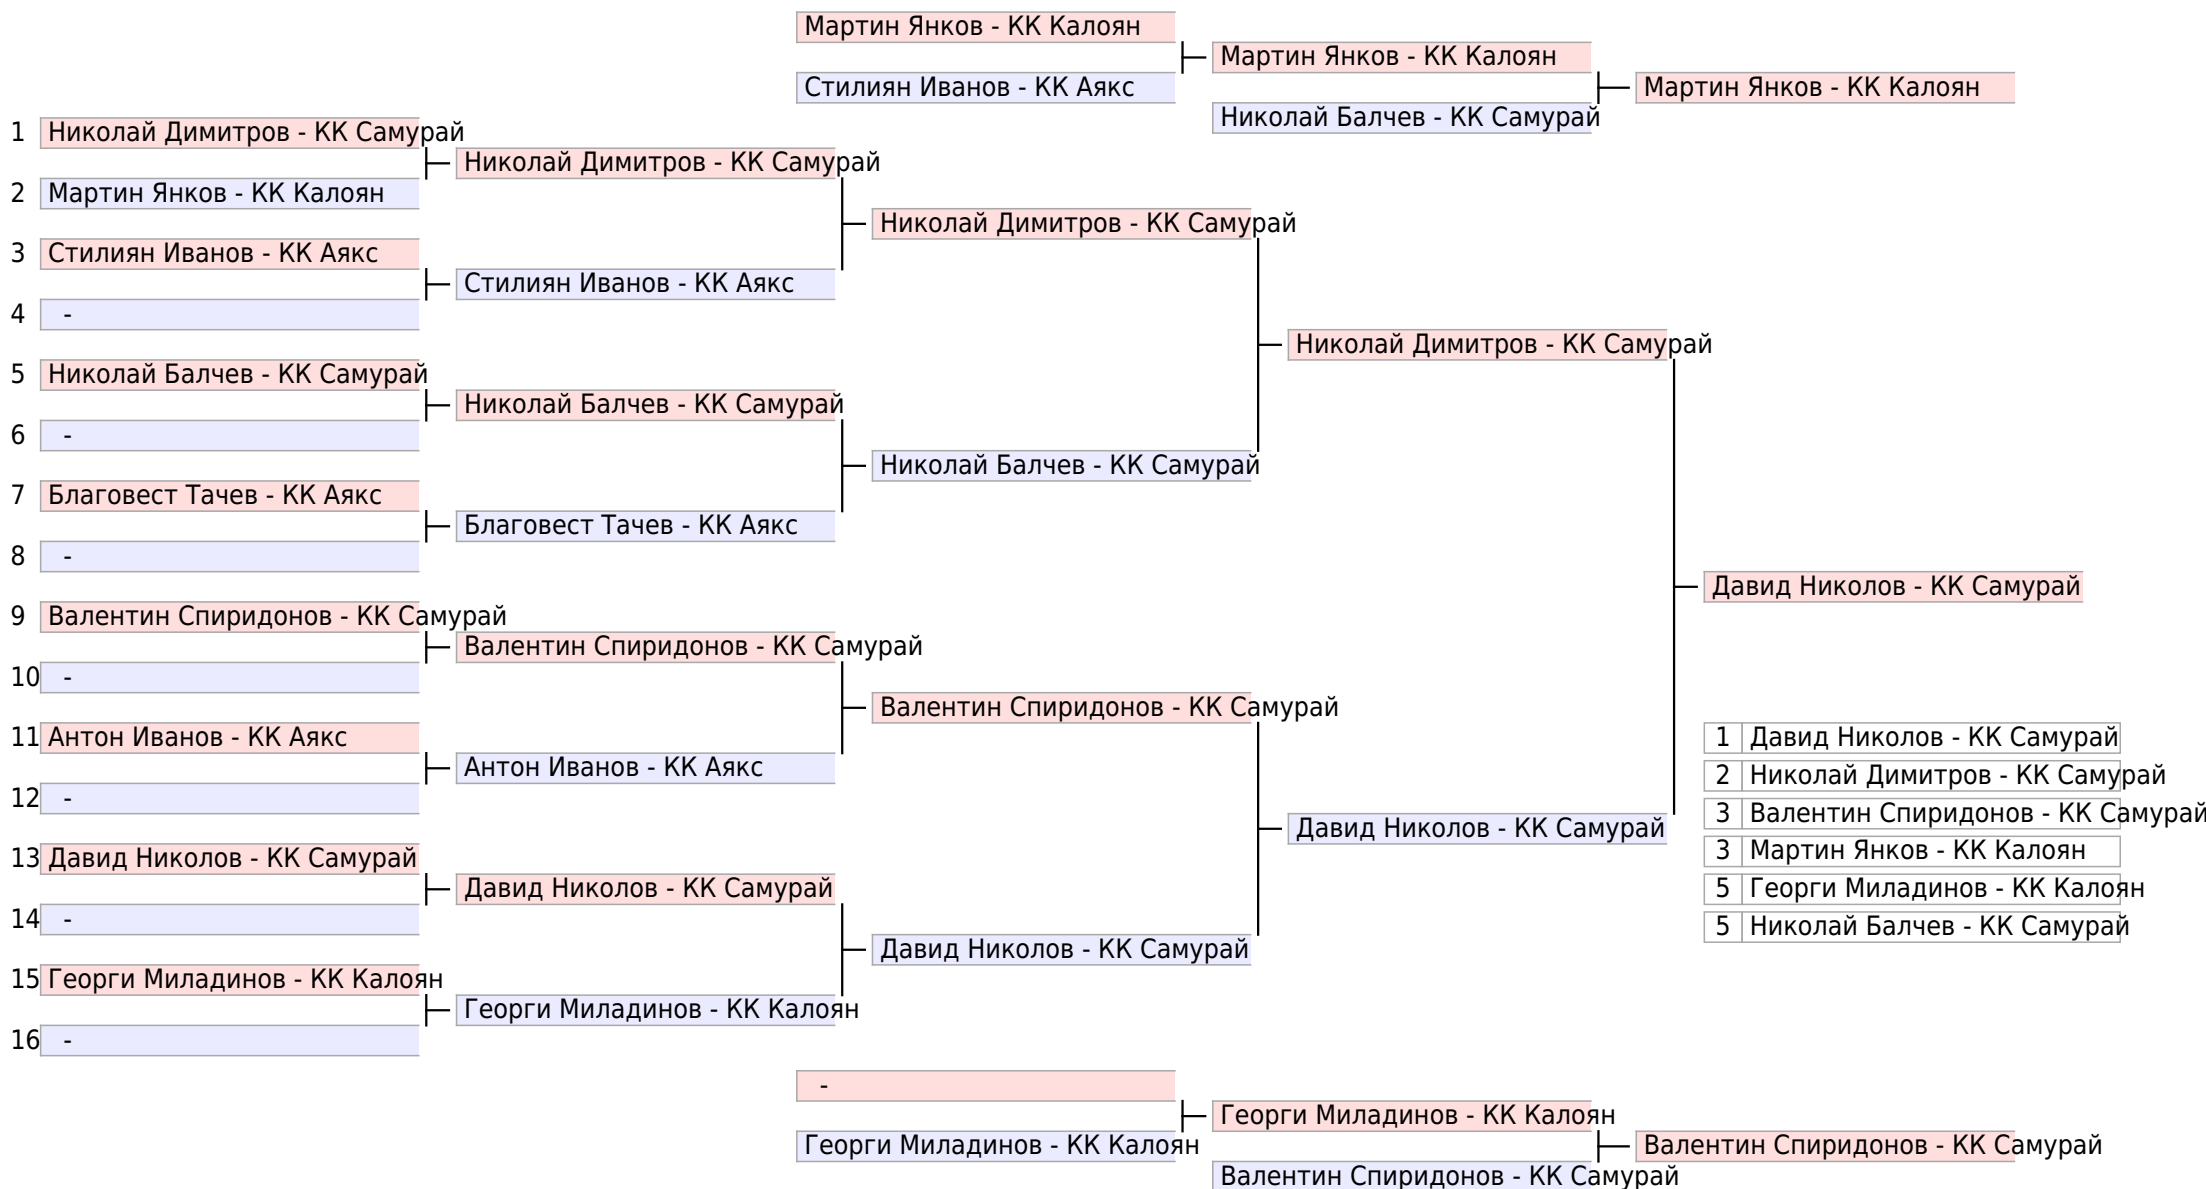 Мартин Янков - КК Калоян
Мартин Янков - КК Калоян
Стилиян Иванов - КК Аякс
Мартин Янков - КК Калоян
Николай Балчев - КК Самурай
1 Николай Димитров - КК Самурай
Николай Димитров - КК Самурай
2 Мартин Янков - КК Калоян
Николай Димитров - КК Самурай
3 Стилиян Иванов - КК Аякс
Стилиян Иванов - КК Аякс
4 -
Николай Димитров - КК Самурай
5 Николай Балчев - КК Самурай
Николай Балчев - КК Самурай
6 -
Николай Балчев - КК Самурай
7 Благовест Тачев - КК Аякс
Благовест Тачев - КК Аякс
8 -
Давид Николов - КК Самурай
9 Валентин Спиридонов - КК Самурай
Валентин Спиридонов - КК Самурай
10 -
Валентин Спиридонов - КК Самурай
11 Антон Иванов - КК Аякс
Антон Иванов - КК Аякс
12 -
Давид Николов - КК Самурай
13 Давид Николов - КК Самурай
Давид Николов - КК Самурай
14 -
Давид Николов - КК Самурай
15 Георги Миладинов - КК Калоян
Георги Миладинов - КК Калоян
16 -
1 Давид Николов - КК Самурай
2 Николай Димитров - КК Самурай
3 Валентин Спиридонов - КК Самурай
3 Мартин Янков - КК Калоян
5 Георги Миладинов - КК Калоян
5 Николай Балчев - КК Самурай
-
Георги Миладинов - КК Калоян
Георги Миладинов - КК Калоян
Валентин Спиридонов - КК Самурай
Валентин Спиридонов - КК Самурай